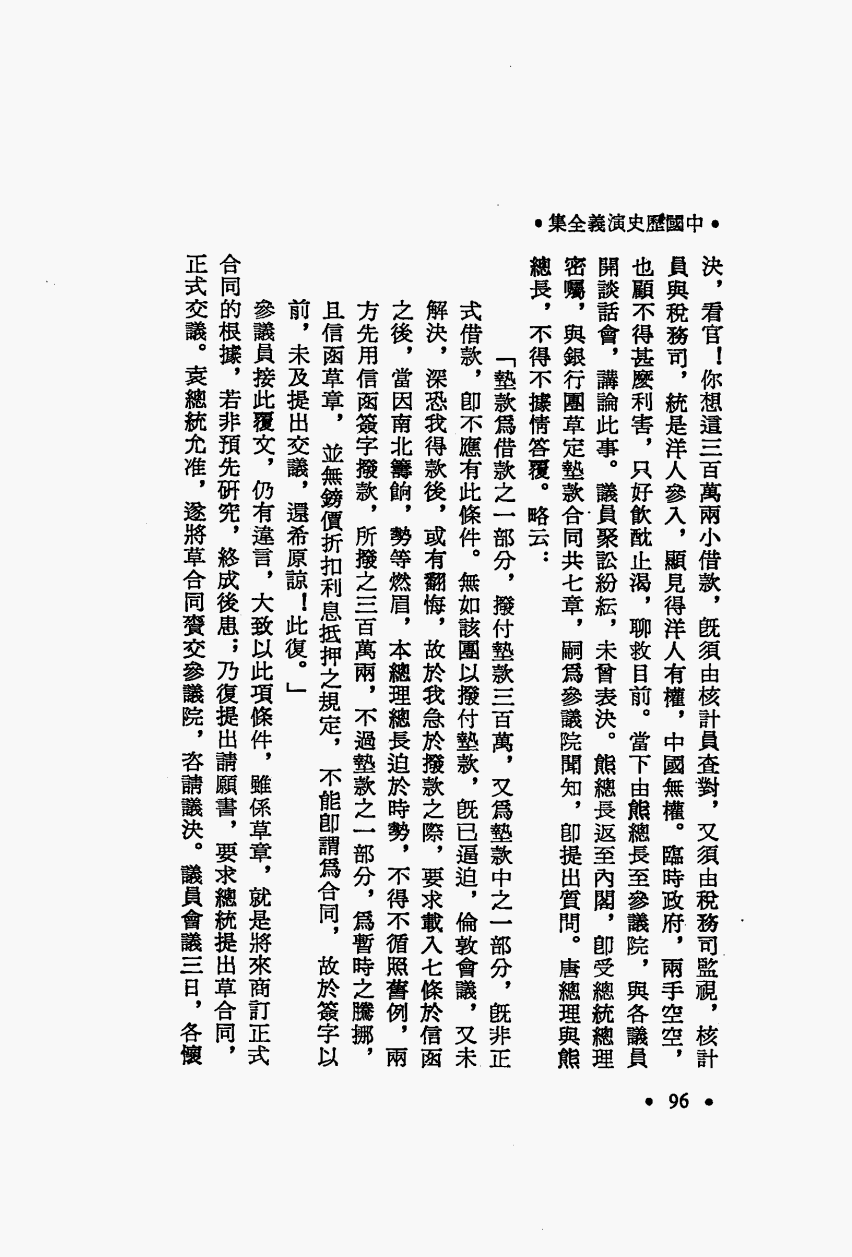 •中國歷史演義全集•
決，看官！你想這三百萬兩小借款，旣須由核計員查對，又須由稅務司監視，核計
員與稅務司，統是洋人參入，顯見得洋人有權，中國無權。臨時政府，兩手空空，
也顧不得甚麼利害，只好飲酖止渴，聊救目前。當下由熊總長至參議院，與各議員
開談話會，講論此事。議員聚訟紛紜，未曾表決。熊總長返至內閣，卽受總統總理
密囑，與銀行團草定墊款合同共七章，嗣爲參議院聞知，卽提出質問。唐總理與熊
總長，不得不據情答覆。略云：
「墊款爲借款之一部分，撥付墊款三百萬，又爲墊款中之一部分，旣非正
式借款，卽不應有此條件。無如該團以撥付墊款，旣已逼迫，倫敦會議，又未
解決，深恐我得款後，或有翻悔，故於我急於撥款之際，要求載入七條於信函
之後，當因南北籌餉，勢等燃眉，本總理總長迫於時勢，不得不循照舊例，兩
方先用信函簽字撥款，所撥之三百萬兩，不過墊款之一部分，爲暫時之騰挪，
且信函草章，並無鎊價折扣利息抵押之規定，不能卽謂爲合同，故於簽字以
前，未及提出交議，還希原諒！此復。」
參議員接此覆文，仍有違言，大致以此項條件，雖係草章，就是將來商訂正式
合同的根據，若非預先硏究，終成後患；乃復提出請願書，要求總統提出草合同，
正式交議。袁總統允准，遂將草合同賫交參議院，咨請議決。議員會議三日，各懷
• 96 •